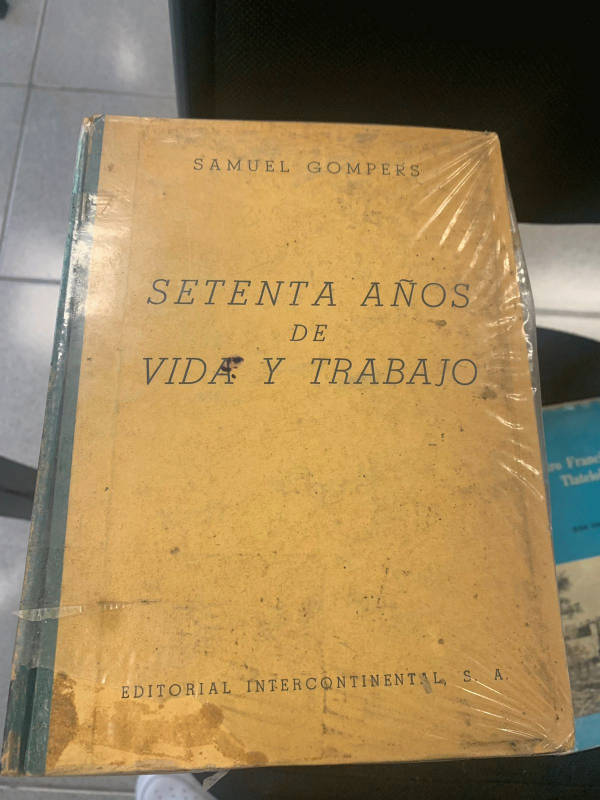 SAMUEL GOMPERS
SETENTA AÑOS
DE
VIDA Y TRABAJO
EDITORIAL INTERCONTINENTAL, S. A.